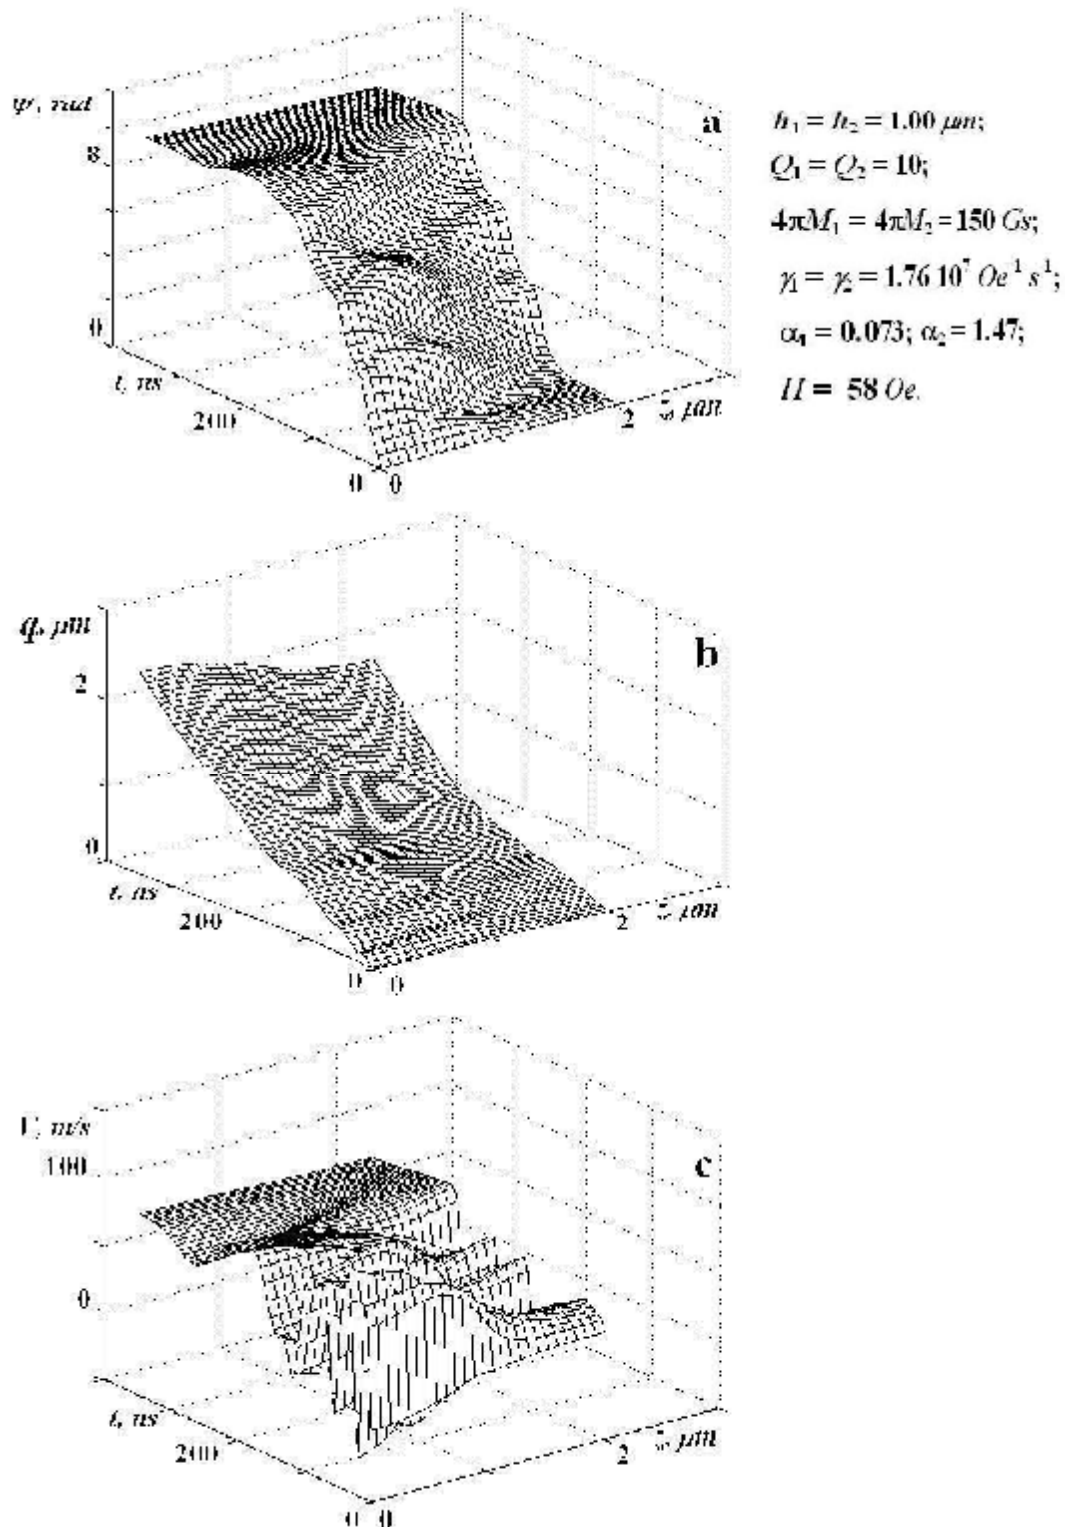 ψ, rad
8
0
t, ns
200
0 0
2 z, μm
a
h₁ = h₂ = 1.00 μm;
Q₁ = Q₂ = 10;
4πM₁ = 4πM₂ = 150 Gs;
γ₁ = γ₂ = 1.76 10⁷ Oe⁻¹ s⁻¹;
α₁ = 0.073; α₂ = 1.47;
H = 58 Oe.
q, μm
2
0
t, ns
200
0 0
2 z, μm
b
V, m/s
100
0
t, ns
200
0 0
2 z, μm
c